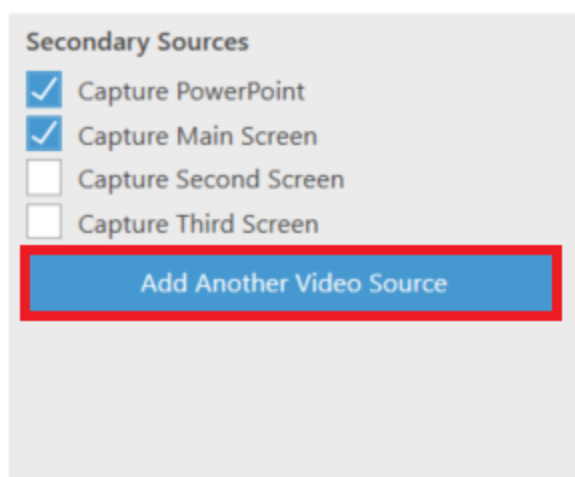 Secondary Sources
Capture PowerPoint
Capture Main Screen
Capture Second Screen
Capture Third Screen
Add Another Video Source